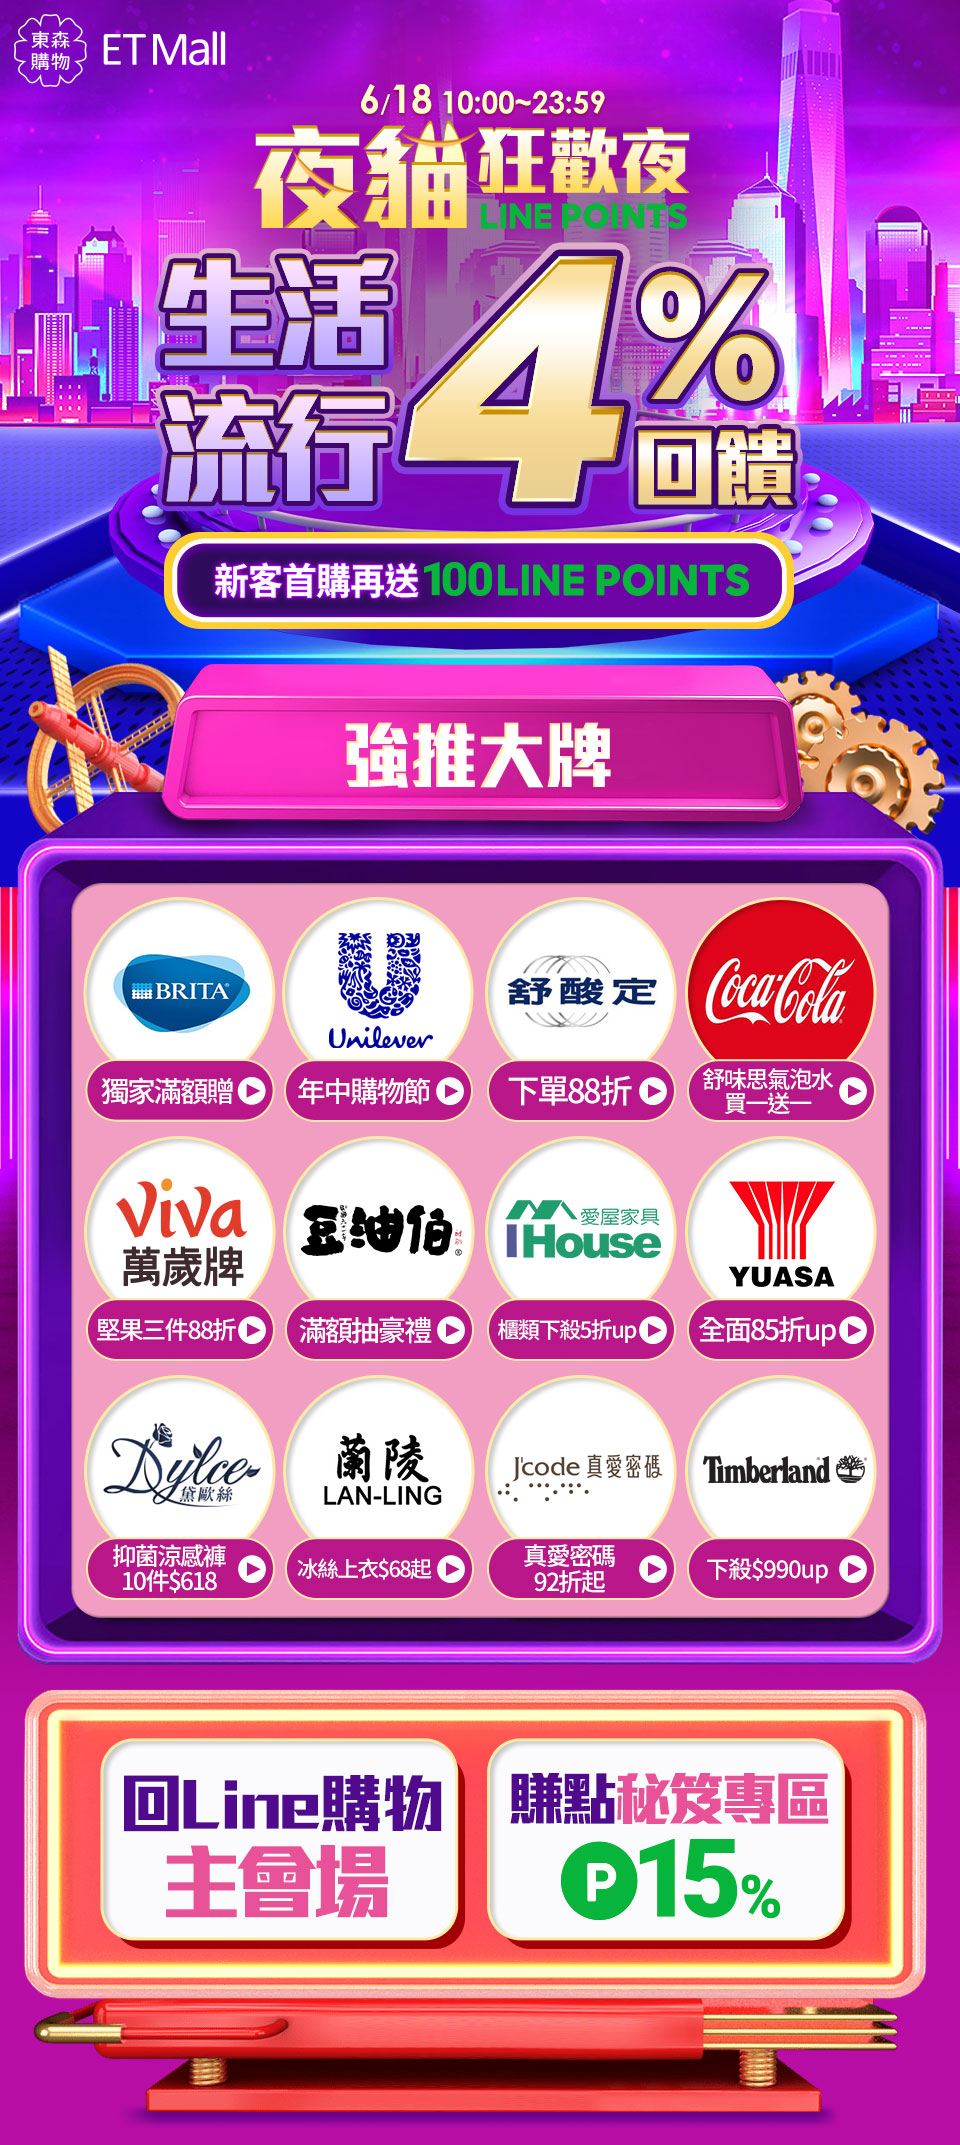 東森
購物
ETMall
6/18 10:00~23:59
夜貓狂歡夜
LINE POINTS
生活
流行
4%
回饋
新客首購再送100LINE POINTS
強推大牌
BRITA
Unilever
舒酸定
Coca-Cola
獨家滿額贈
年中購物節
下單88折
舒味思氣泡水
買一送一
Viva
萬歲牌
豆油伯
愛屋家具
iHouse
YUASA
堅果三件88折
滿額抽豪禮
櫃類下殺5折up
全面85折up
Dylce
黛歐絲
蘭陵
LAN-LING
J'code 真愛密碼
Timberland
抑菌涼感褲
10件$618
冰絲上衣$68起
真愛密碼
92折起
下殺$990up
回Line購物
主會場
賺點秘笈專區
P15%